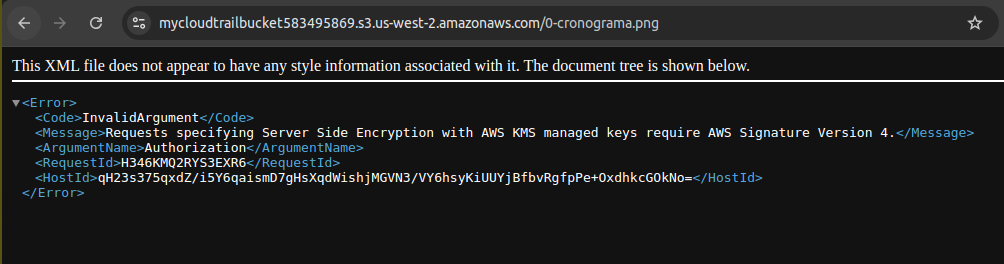 mycloudtrailbucket583495869.s3.us-west-2.amazonaws.com/0-cronograma.png
This XML file does not appear to have any style information associated with it. The document tree is shown below.
▼<Error>
<Code>InvalidArgument</Code>
<Message>Requests specifying Server Side Encryption with AWS KMS managed keys require AWS Signature Version 4.</Message>
<ArgumentName>Authorization</ArgumentName>
<RequestId>H346KMQ2RYS3EXR6</RequestId>
<HostId>qH23s375qxdZ/i5Y6qaismD7gHsXqdWishjMGVN3/VY6hsyKiUUYjBfbvRgfpPe+OxdhkcGOkNo=</HostId>
</Error>